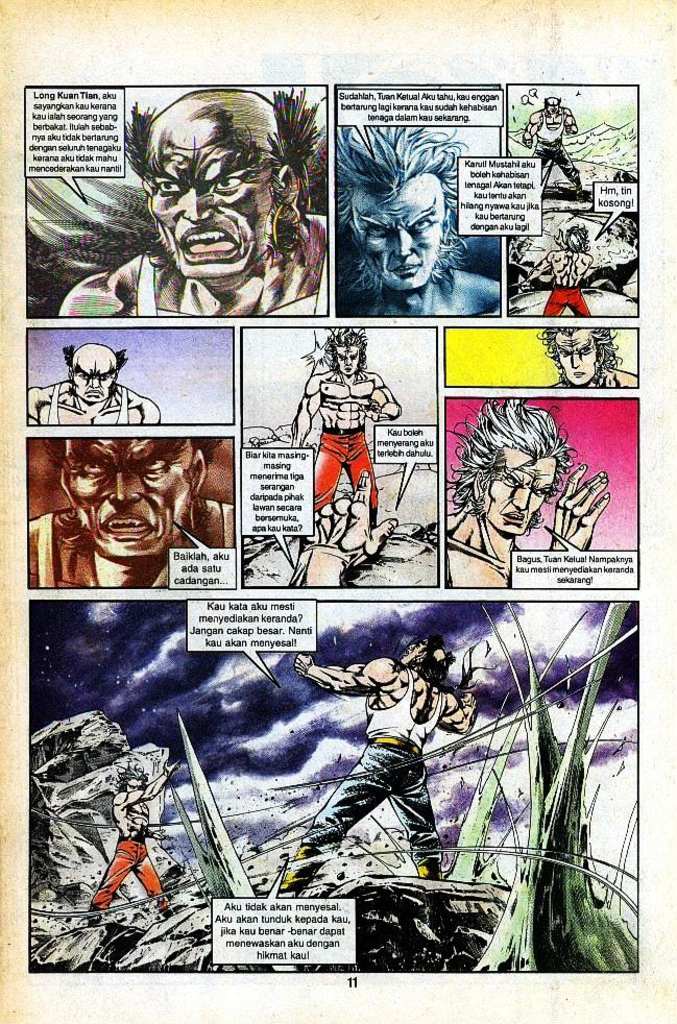 Long Kuan Tian, aku
sayangkan kau kerana
kau ialah seorang yang
berbakat. Itulah sebab-
nya aku tidak bertarung
dengan seluruh tenagaku
kerana aku tidak mahu
mencederakan kau nanti!
Sudahlah, Tuan Ketua! Aku tahu, kau enggan
bertarung lagi kerana kau sudah kehabisan
tenaga dalam kau sekarang.
Karut! Mustahil aku
boleh kehabisan
tenaga! Akan tetapi,
kau tentu akan
hilang nyawa kau jika
kau bertarung
dengan aku lagi!
Hm, tin
kosong!
Baiklah, aku
ada satu
cadangan...
Biar kita masing-
masing
menerima tiga
serangan
daripada pihak
lawan secara
bersemuka,
apa kau kata?
Kau boleh
menyerang aku
terlebih dahulu.
Bagus, Tuan Ketua! Nampaknya
kau mesti menyediakan keranda
sekarang!
Kau kata aku mesti
menyediakan keranda?
Jangan cakap besar. Nanti
kau akan menyesal!
Aku tidak akan menyesal.
Aku akan tunduk kepada kau,
jika kau benar -benar dapat
menewaskan aku dengan
hikmat kau!
11